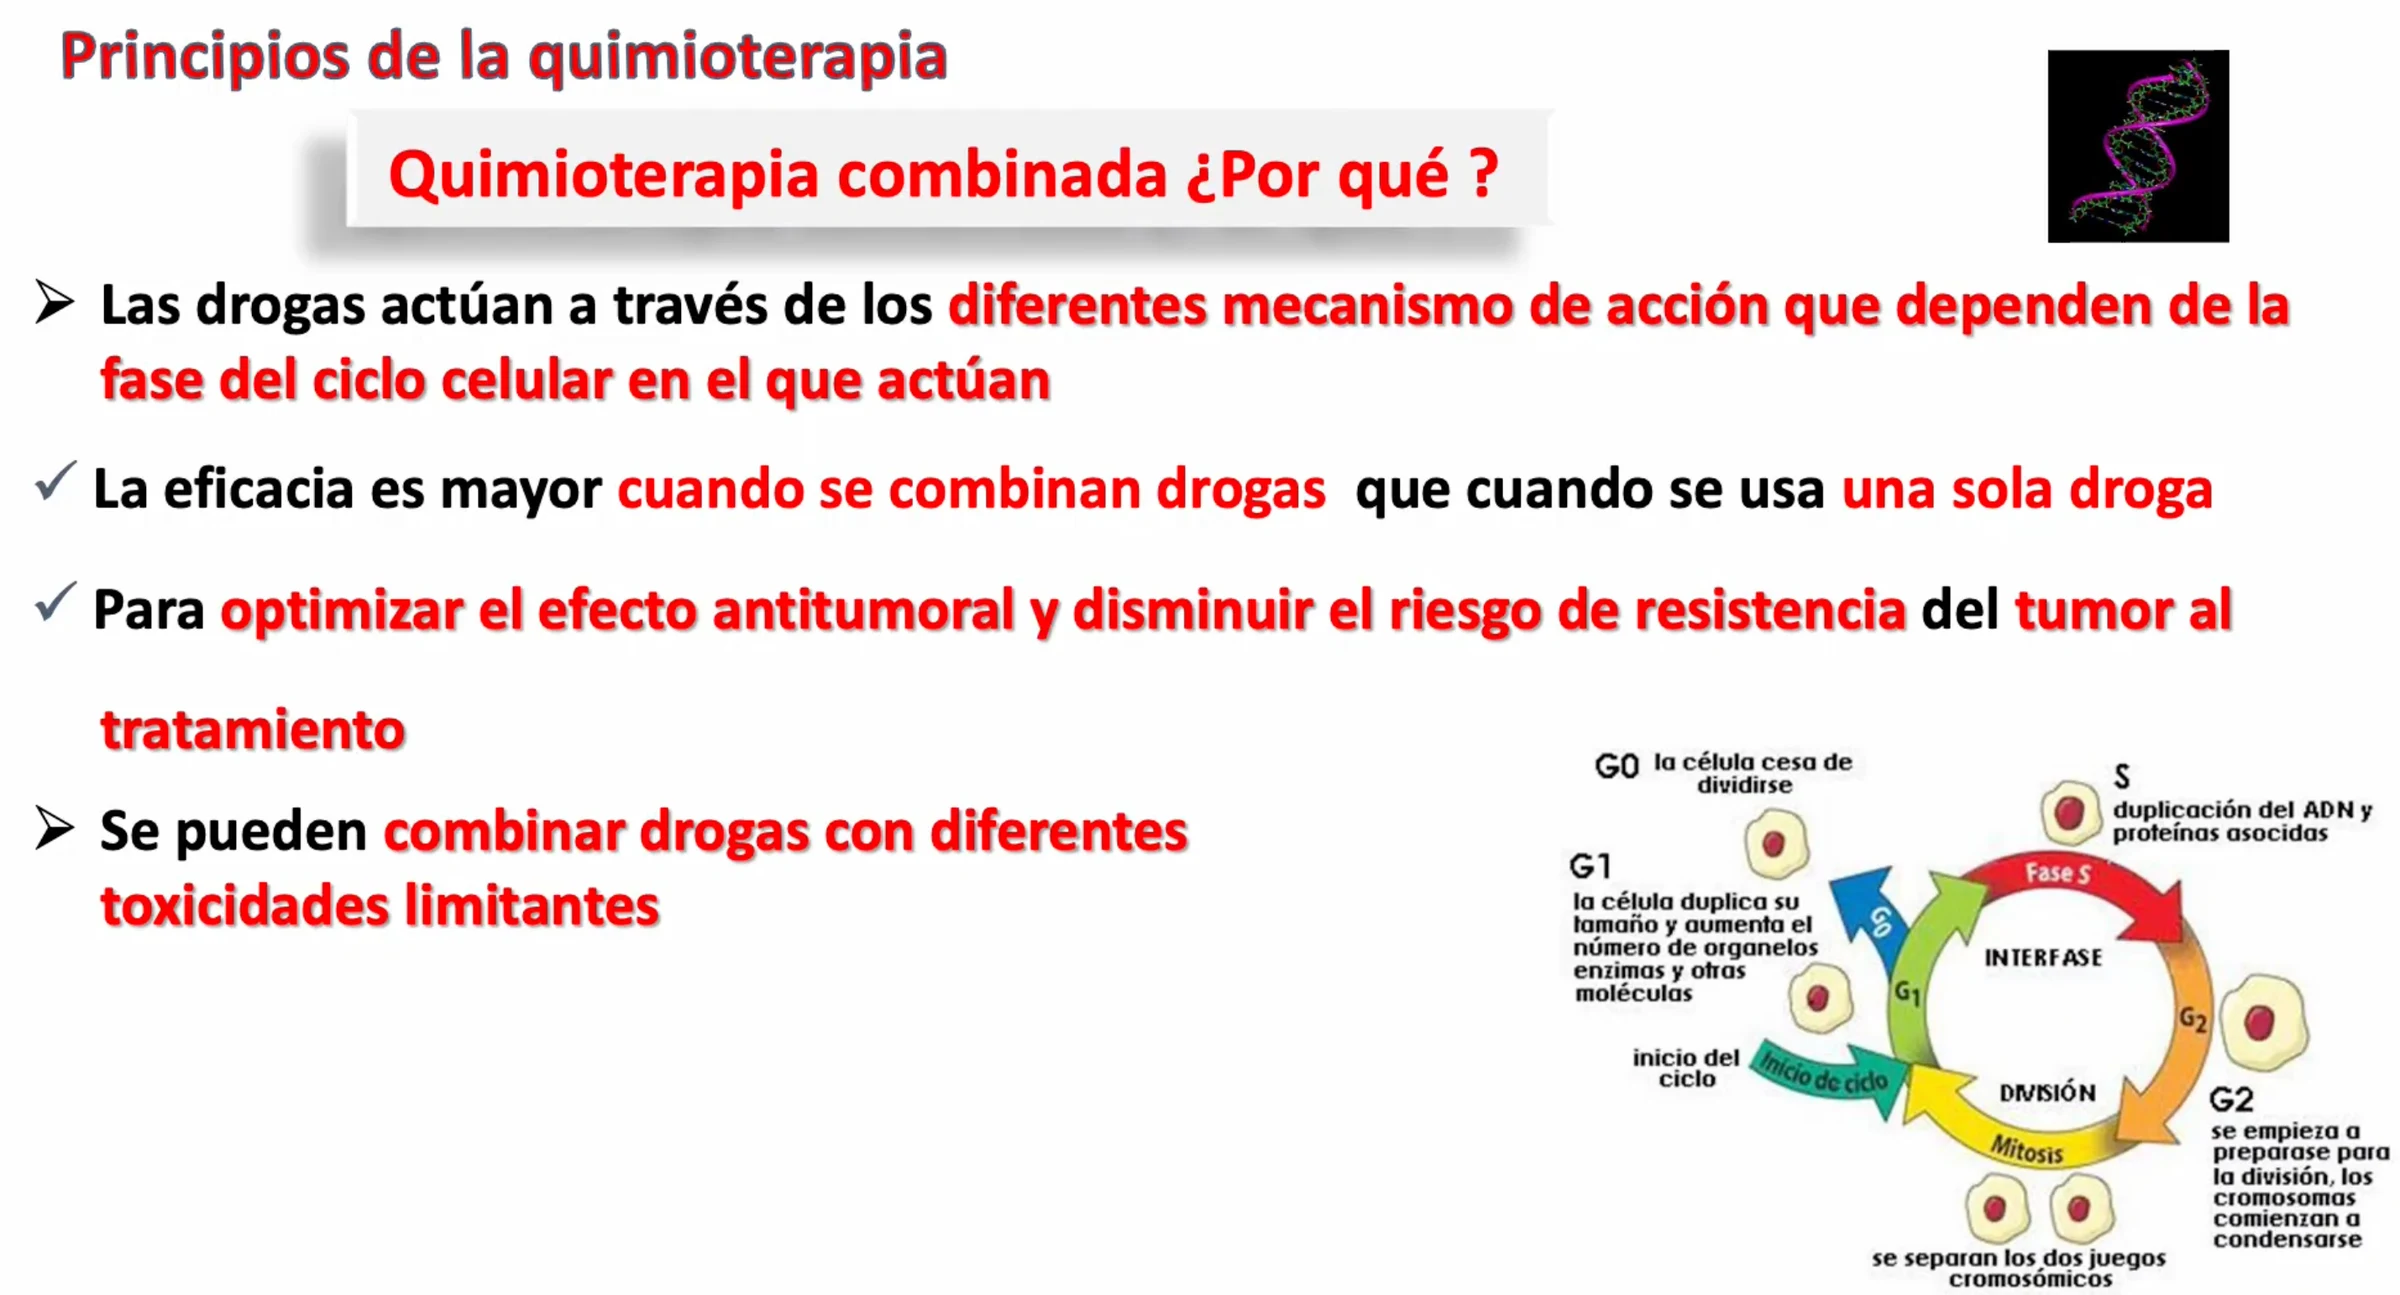 Principios de la quimioterapia
Quimioterapia combinada ¿Por qué ?
Las drogas actúan a través de los diferentes mecanismo de acción que dependen de la
fase del ciclo celular en el que actúan
La eficacia es mayor cuando se combinan drogas que cuando se usa una sola droga
Para optimizar el efecto antitumoral y disminuir el riesgo de resistencia del tumor al
tratamiento
Se pueden combinar drogas con diferentes
toxicidades limitantes
G0 la célula cesa de
dividirse
S
duplicación del ADN y
proteínas asocidas
G1
la célula duplica su
tamaño y aumenta el
número de organelos
enzimas y otras
moléculas
Fase S
G0
INTERFASE
G1
G2
inicio del
ciclo
Inicio de ciclo
DIVISIÓN
Mitosis
G2
se empieza a
preparase para
la división, los
cromosomas
comienzan a
condensarse
se separan los dos juegos
cromosómicos